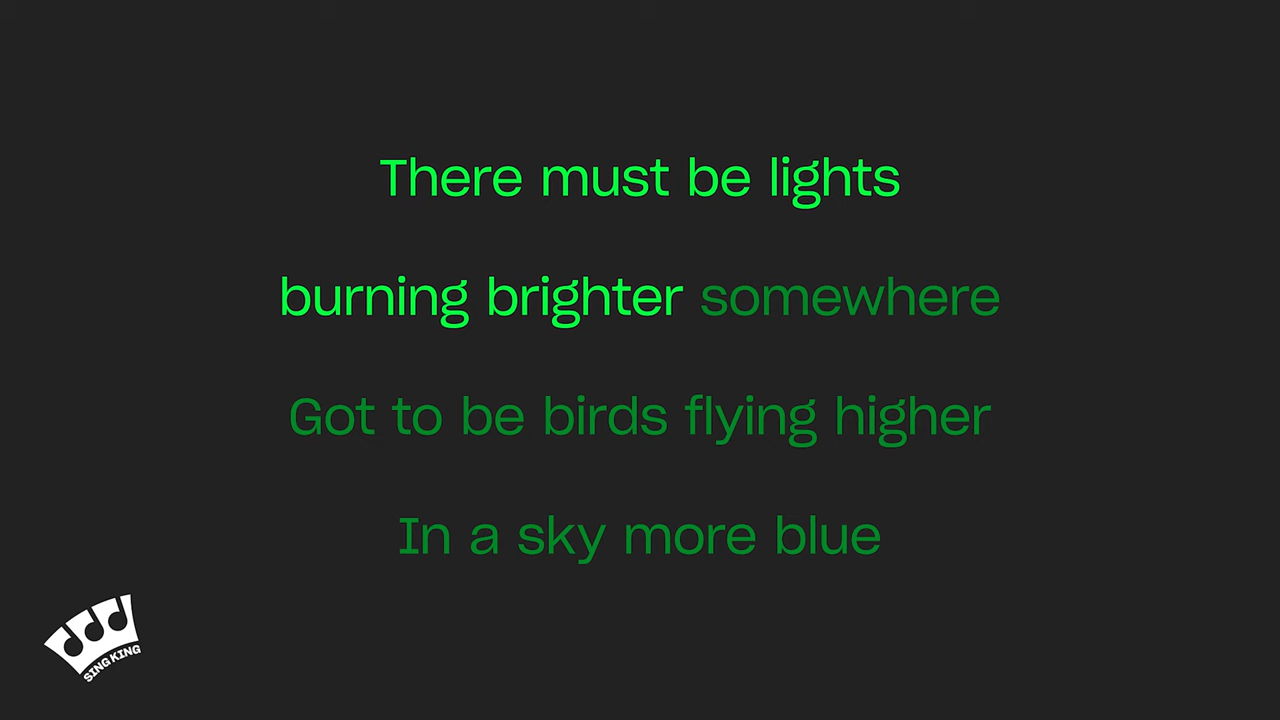 There must be lights
burning brighter somewhere
Got to be birds flying higher
In a sky more blue
SING KING